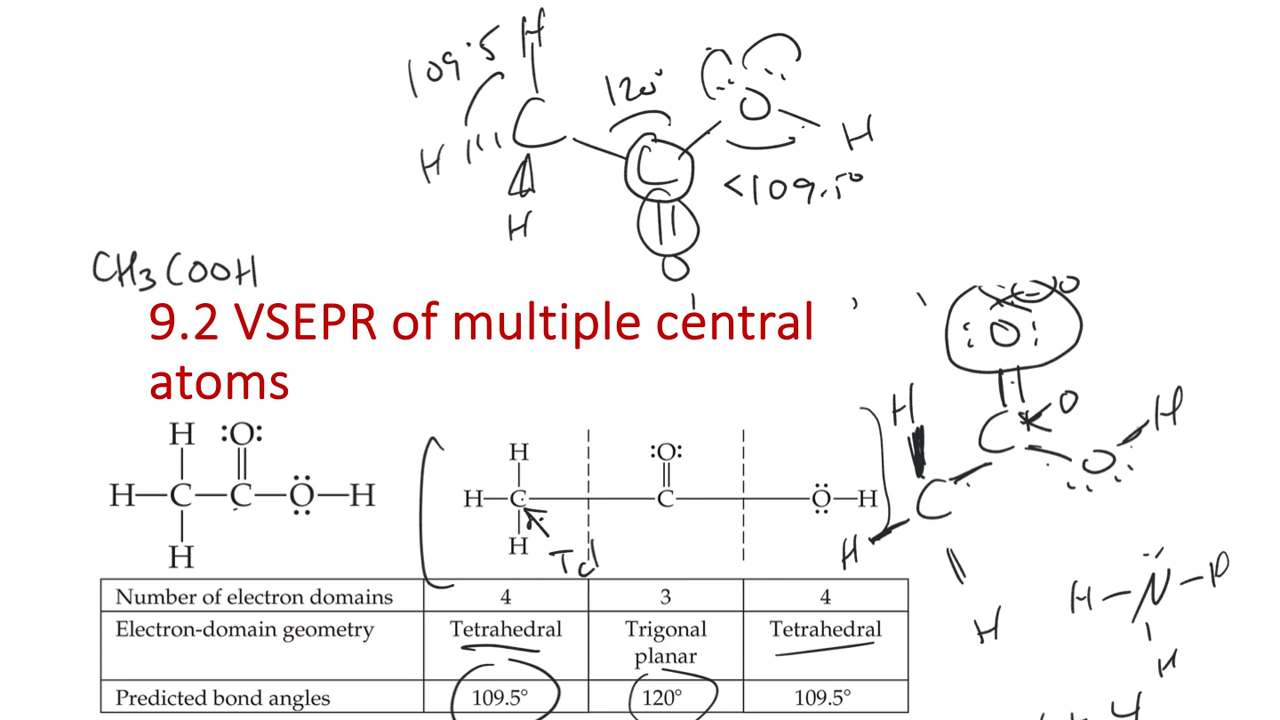 109.5 H
120°
O
H C C H
H
<109.5°
O
CH3COOH
9.2 VSEPR of multiple central
atoms
:O:
H
C O
H
C O
H
H
H :O:
H—C—C—O—H
H
H :O:
H—C C O—H
H
Td
H—N—
H
Number of electron domains 4 3 4
Electron-domain geometry Tetrahedral Trigonal planar Tetrahedral
Predicted bond angles 109.5° 120° 109.5°
4